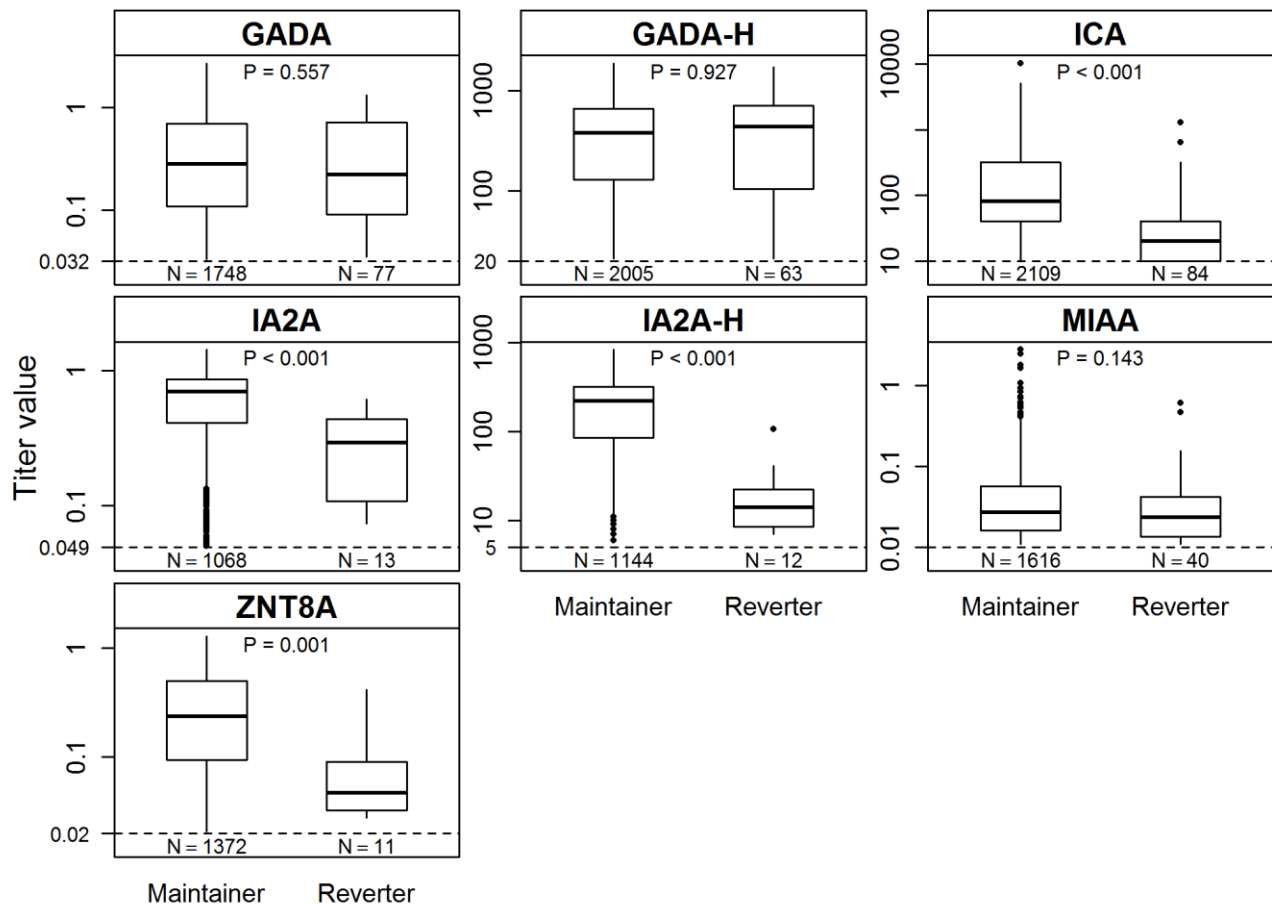 GADA
P = 0.557
1
0.1
0.032
N = 1748
N = 77
GADA-H
P = 0.927
1000
100
20
N = 2005
N = 63
ICA
P < 0.001
10000
100
10
N = 2109
N = 84
Titer value
IA2A
P < 0.001
1
0.1
0.049
N = 1068
N = 13
IA2A-H
P < 0.001
1000
100
10
5
N = 1144
N = 12
Maintainer
Reverter
MIAA
P = 0.143
1
0.1
0.01
N = 1616
N = 40
Maintainer
Reverter
ZNT8A
P = 0.001
1
0.1
0.02
N = 1372
N = 11
Maintainer
Reverter